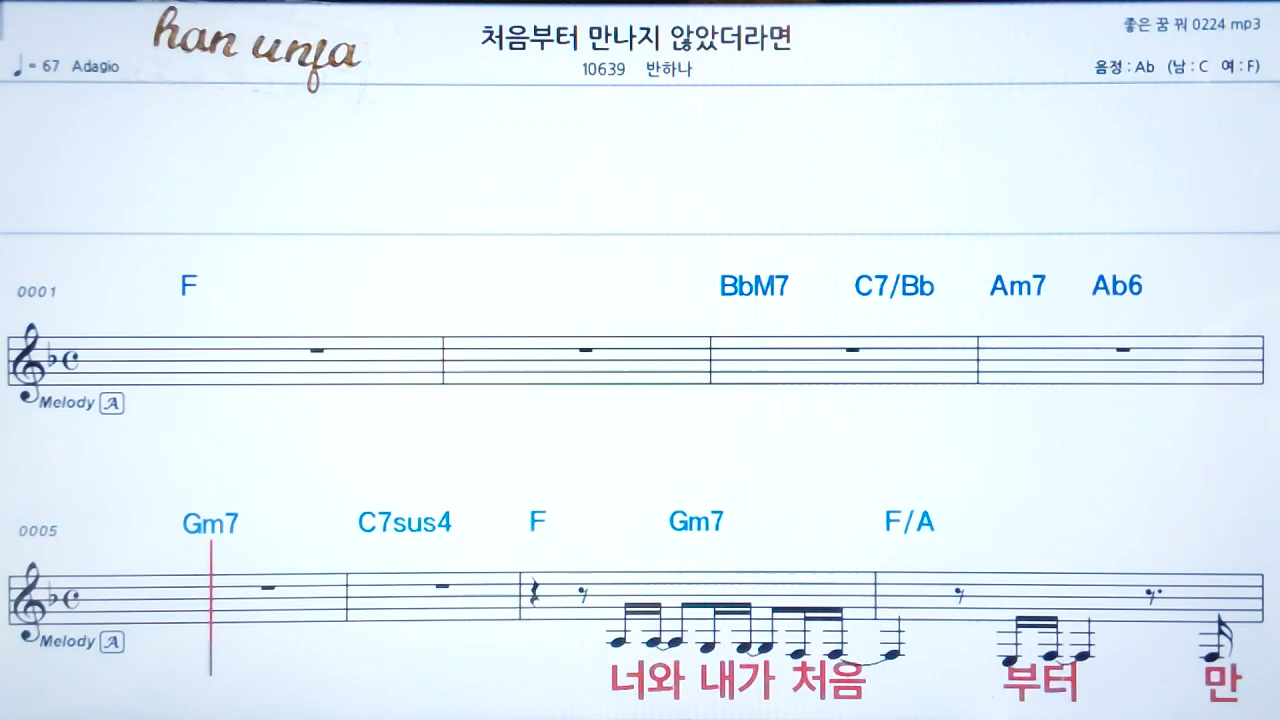 han unfa
처음부터 만나지 않았더라면
좋은 꿈 꿔 0224 mp3
♩= 67 Adagio
10639 반하나
음정 : Ab (남 : C 여 : F)
0001 F BbM7 C7/Bb Am7 Ab6
Melody A
0005 Gm7 C7sus4 F Gm7 F/A
Melody A
너와 내가 처음 부터 만